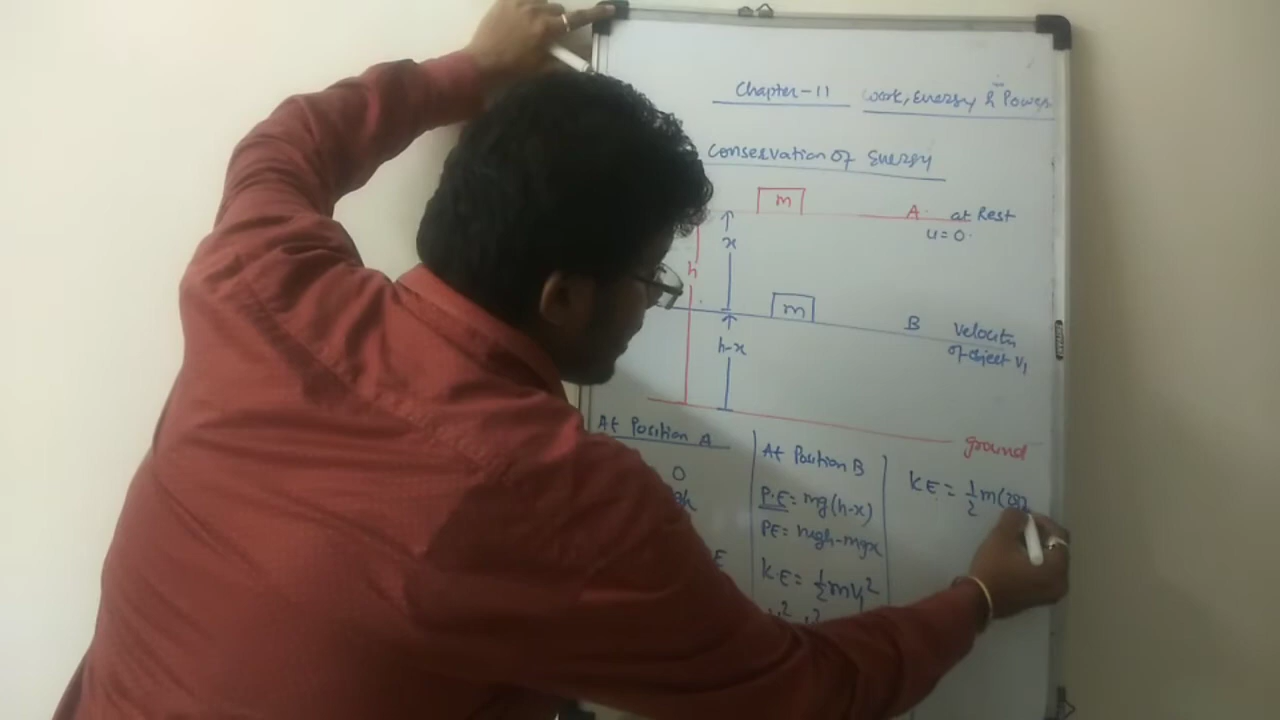 Chapter-11 Work, Energy & Power
Conservation Of Energy
m
A. at Rest
u=0.
x
h
m
B Velocity
of object V₁
h-x
ground
At Position A
0
At Position B
P.E = mg(h-x)
PE = mgh-mgx
K.E = ½mV₁²
KE = ½m(2g